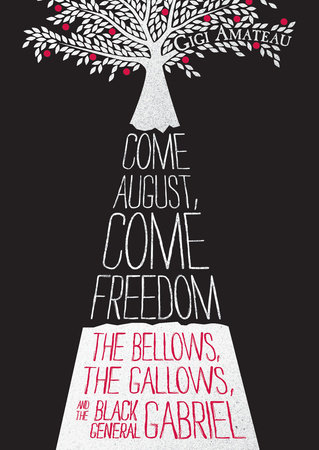 GIGI AMATEAU
COME
AUGUST,
COME
FREEDOM
THE BELLOWS,
THE GALLOWS,
AND THE BLACK GENERAL GABRIEL